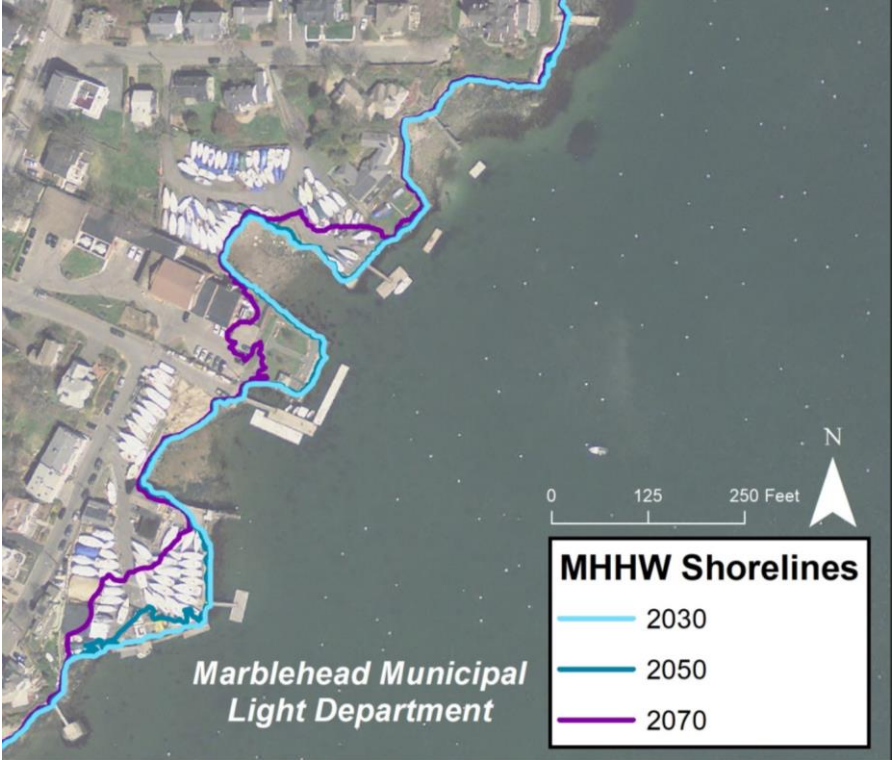 N
0 125 250 Feet
MHHW Shorelines
2030
2050
2070
Marblehead Municipal
Light Department